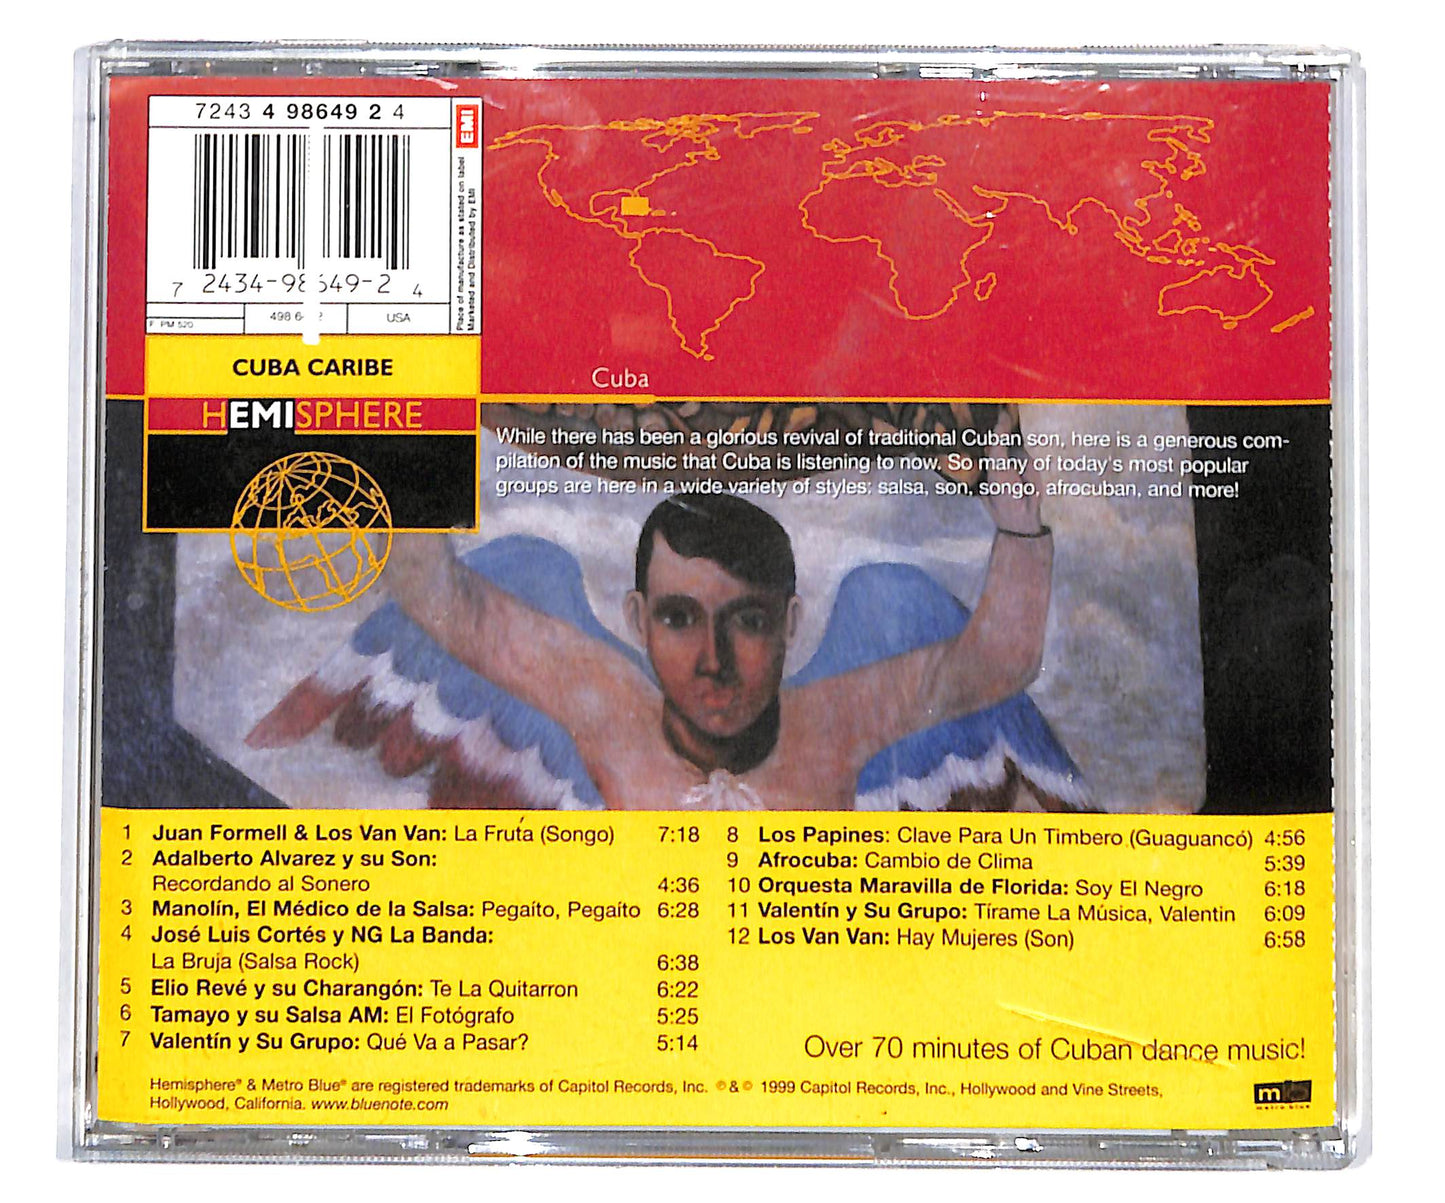 7243 4 98649 2 4
EMI
Place of manufacture as stated on label
Marketed and Distributed by EMI
7 2434-98649-2 4
F PM 520
498 6 2
USA
CUBA CARIBE
HEMISPHERE
Cuba
While there has been a glorious revival of traditional Cuban son, here is a generous com-
pilation of the music that Cuba is listening to now. So many of today's most popular
groups are here in a wide variety of styles: salsa, son, songo, afrocuban, and more!
1 Juan Formell & Los Van Van: La Fruta (Songo) 7:18
2 Adalberto Alvarez y su Son:
Recordando al Sonero 4:36
3 Manolín, El Médico de la Salsa: Pegaíto, Pegaíto 6:28
4 José Luis Cortés y NG La Banda:
La Bruja (Salsa Rock) 6:38
5 Elio Revé y su Charangón: Te La Quitarron 6:22
6 Tamayo y su Salsa AM: El Fotógrafo 5:25
7 Valentín y Su Grupo: Qué Va a Pasar? 5:14
8 Los Papines: Clave Para Un Timbero (Guaguancó) 4:56
9 Afrocuba: Cambio de Clima 5:39
10 Orquesta Maravilla de Florida: Soy El Negro 6:18
11 Valentín y Su Grupo: Tírame La Música, Valentin 6:09
12 Los Van Van: Hay Mujeres (Son) 6:58
Over 70 minutes of Cuban dance music!
Hemisphere® & Metro Blue® are registered trademarks of Capitol Records, Inc. ℗&© 1999 Capitol Records, Inc., Hollywood and Vine Streets,
Hollywood, California. www.bluenote.com
mb
metro blue